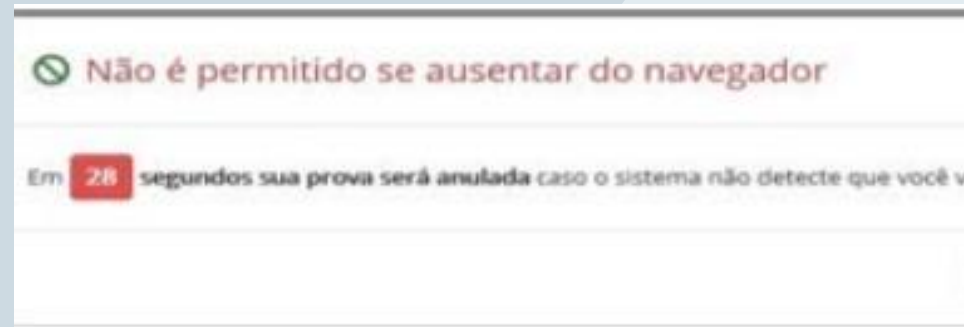 Não é permitido se ausentar do navegador
Em 28 segundos sua prova será anulada caso o sistema não detecte que você